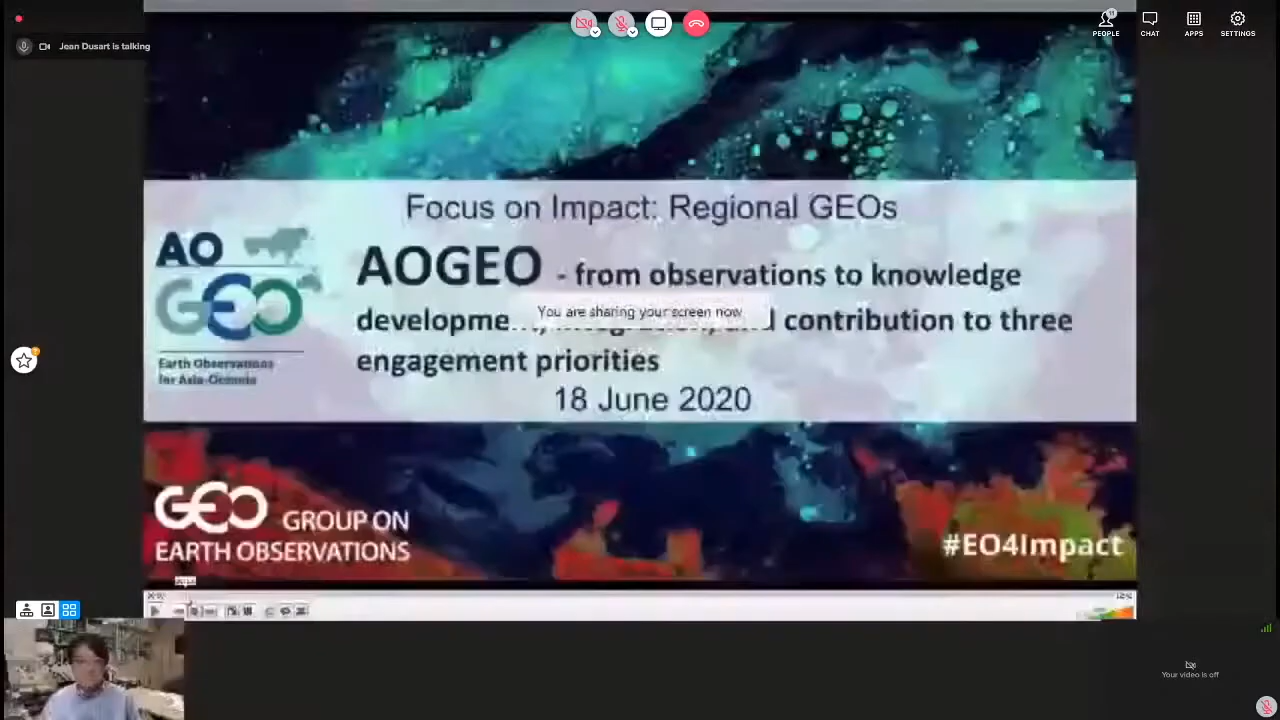 Jean Dusart is talking
11
PEOPLE
CHAT
APPS
SETTINGS
Focus on Impact: Regional GEOs
AO
GEO
Earth Observations
for Asia-Oceania
AOGEO - from observations to knowledge
You are sharing your screen now
contribution to three
engagement priorities
18 June 2020
GEO GROUP ON
EARTH OBSERVATIONS
#EO4Impact
Your video is off